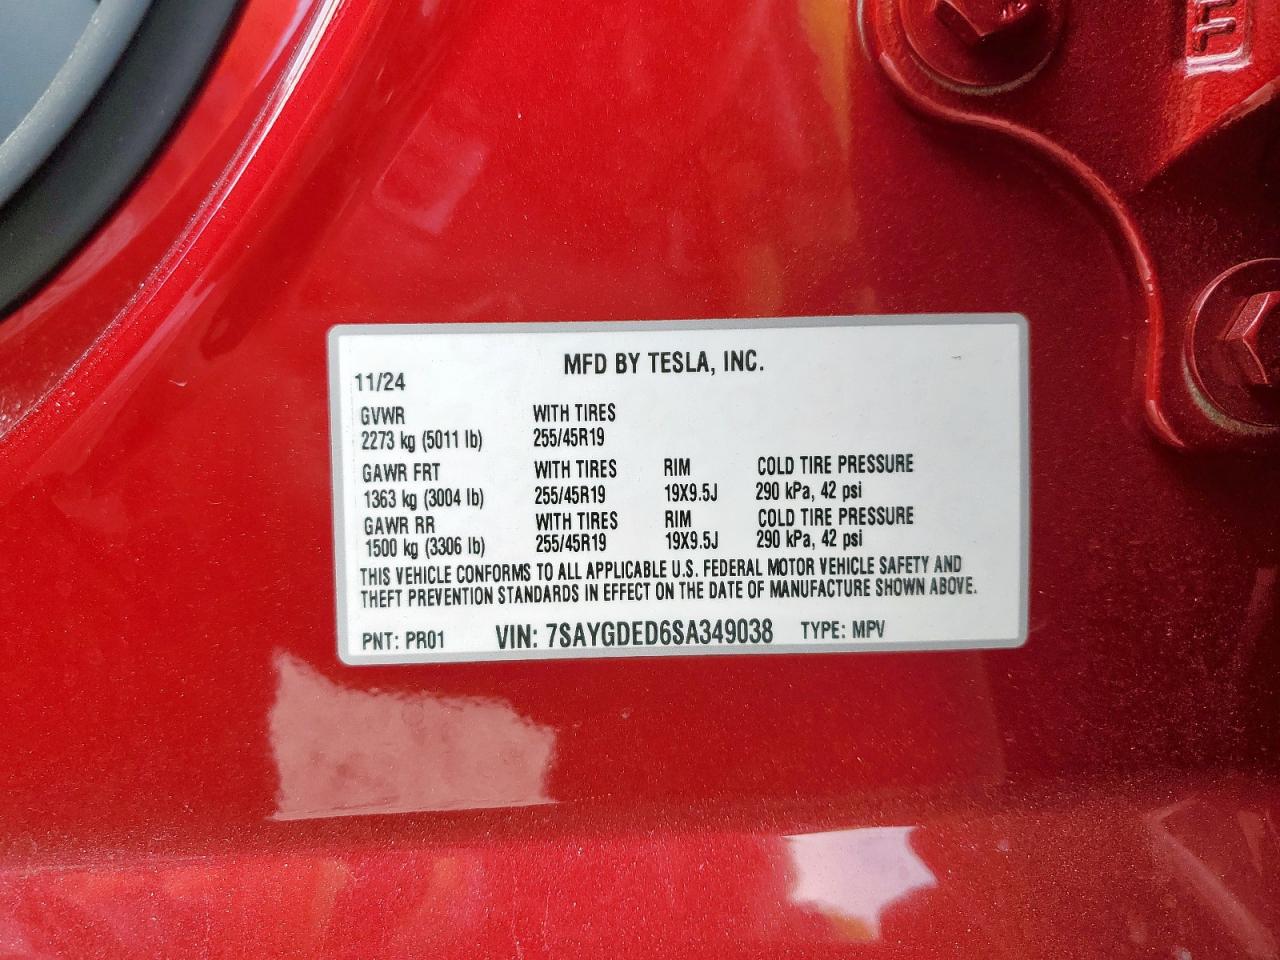 MFD BY TESLA, INC.
11/24
GVWR WITH TIRES
2273 kg (5011 lb) 255/45R19
GAWR FRT WITH TIRES RIM COLD TIRE PRESSURE
1363 kg (3004 lb) 255/45R19 19X9.5J 290 kPa, 42 psi
GAWR RR WITH TIRES RIM COLD TIRE PRESSURE
1500 kg (3306 lb) 255/45R19 19X9.5J 290 kPa, 42 psi
THIS VEHICLE CONFORMS TO ALL APPLICABLE U.S. FEDERAL MOTOR VEHICLE SAFETY AND
THEFT PREVENTION STANDARDS IN EFFECT ON THE DATE OF MANUFACTURE SHOWN ABOVE.
PNT: PR01 VIN: 7SAYGDED6SA349038 TYPE: MPV